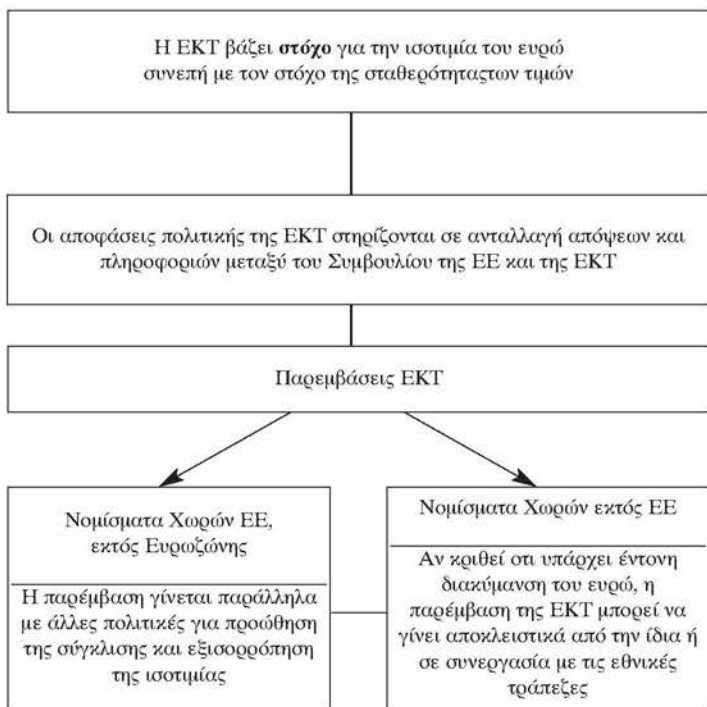 Η ΕΚΤ βάζει στόχο για την ισοτιμία του ευρώ
συνεπή με τον στόχο της σταθερότηταςτων τιμών
Οι αποφάσεις πολιτικής της ΕΚΤ στηρίζονται σε ανταλλαγή απόψεων και
πληροφοριών μεταξύ του Συμβουλίου της ΕΕ και της ΕΚΤ
Παρεμβάσεις ΕΚΤ
Νομίσματα Χωρών ΕΕ,
εκτός Ευρωζώνης
Η παρέμβαση γίνεται παράλληλα
με άλλες πολιτικές για προώθηση
της σύγκλισης και εξισορρόπηση
της ισοτιμίας
Νομίσματα Χωρών εκτός ΕΕ
Αν κριθεί οτι υπάρχει έντονη
διακύμανση του ευρώ, η
παρέμβαση της ΕΚΤ μπορεί να
γίνει αποκλειστικά από την ίδια ή
σε συνεργασία με τις εθνικές
τράπεζες